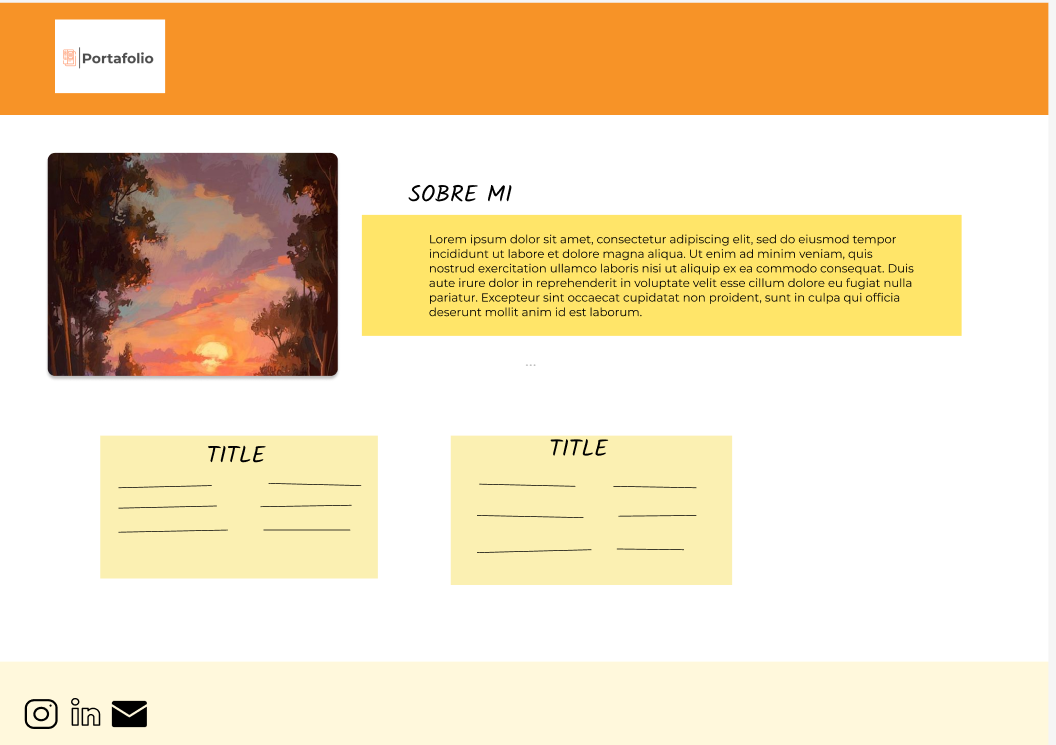 Portafolio
SOBRE MI
Lorem ipsum dolor sit amet, consectetur adipiscing elit, sed do eiusmod tempor
incididunt ut labore et dolore magna aliqua. Ut enim ad minim veniam, quis
nostrud exercitation ullamco laboris nisi ut aliquip ex ea commodo consequat. Duis
aute irure dolor in reprehenderit in voluptate velit esse cillum dolore eu fugiat nulla
pariatur. Excepteur sint occaecat cupidatat non proident, sunt in culpa qui officia
deserunt mollit anim id est laborum.
...
TITLE
TITLE
in